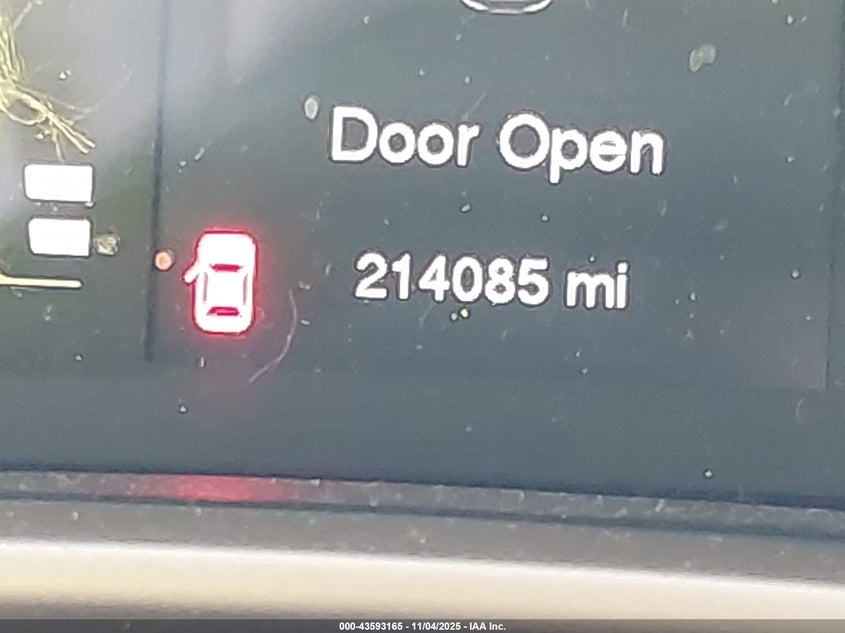 Door Open
214085 mi
000-43593165 - 11/04/2025 - IAA Inc.